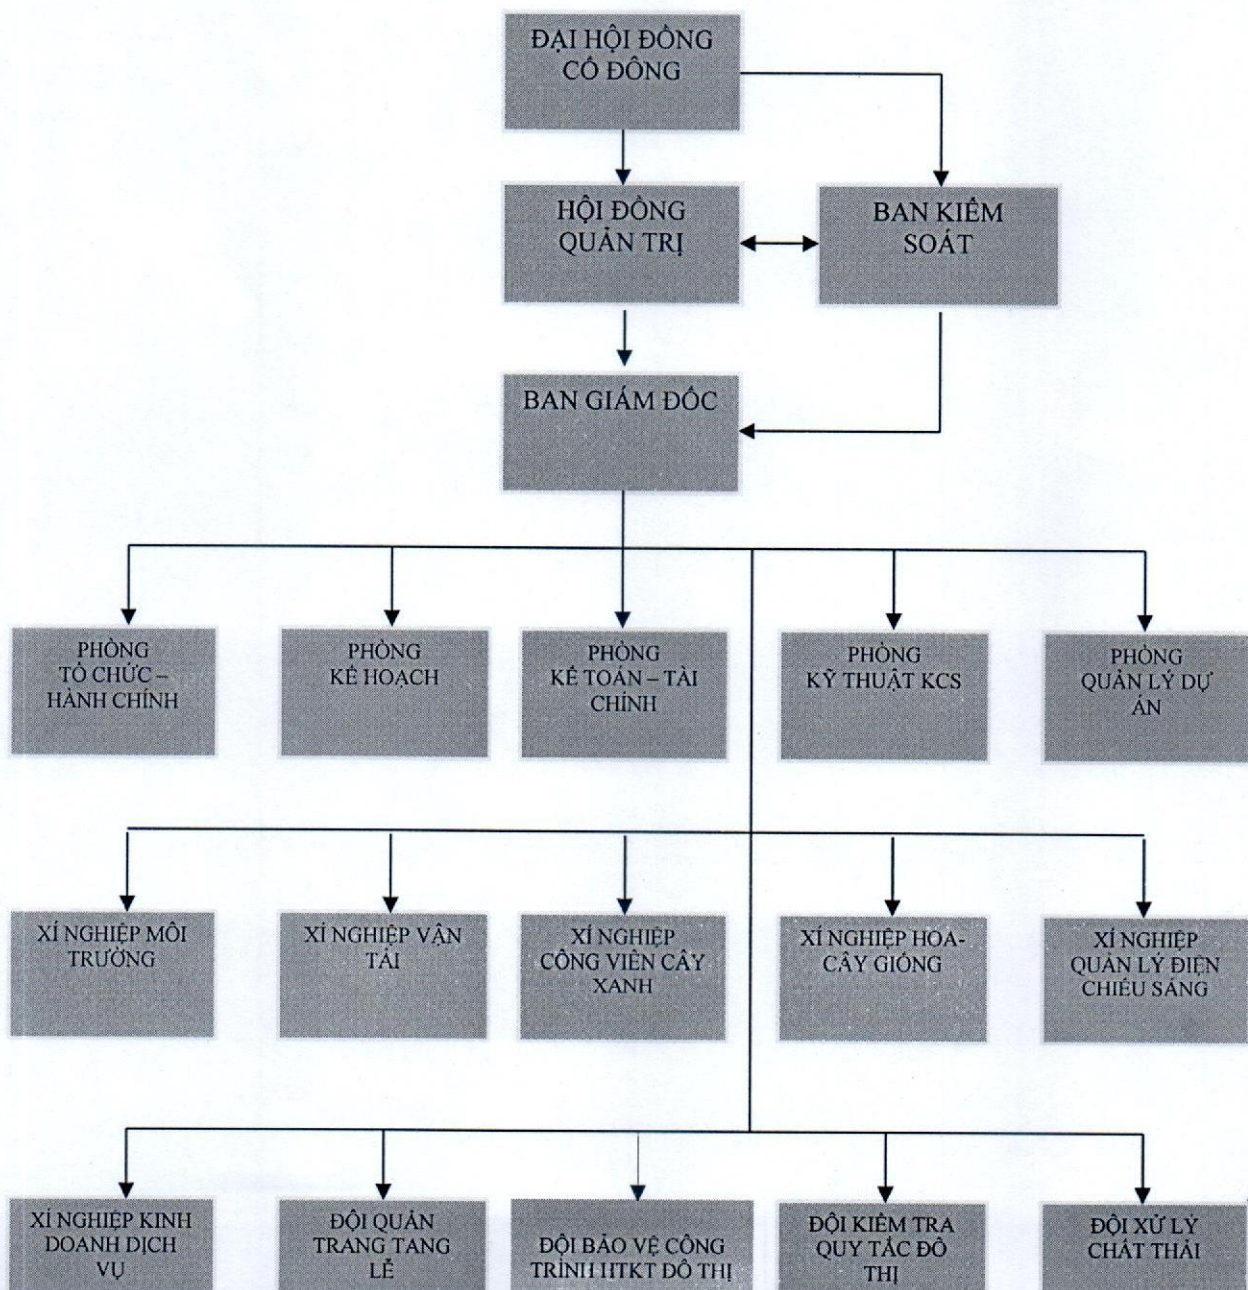 ĐẠI HỘI ĐỒNG
CỔ ĐÔNG
HỘI ĐỒNG
QUẢN TRỊ
BAN KIỂM
SOÁT
BAN GIÁM ĐỐC
PHÒNG
TỔ CHỨC –
HÀNH CHÍNH
PHÒNG
KẾ HOẠCH
PHÒNG
KẾ TOÁN – TÀI
CHÍNH
PHÒNG
KỸ THUẬT KCS
PHÒNG
QUẢN LÝ DỰ
ÁN
XÍ NGHIỆP MÔI
TRƯỜNG
XÍ NGHIỆP VẬN
TẢI
XÍ NGHIỆP
CÔNG VIÊN CÂY
XANH
XÍ NGHIỆP HOA-
CÂY GIỐNG
XÍ NGHIỆP
QUẢN LÝ ĐIỆN
CHIẾU SÁNG
XÍ NGHIỆP KINH
DOANH DỊCH
VỤ
ĐỘI QUẢN
TRANG TANG
LỄ
ĐỘI BẢO VỆ CÔNG
TRÌNH HTKT ĐÔ THỊ
ĐỘI KIỂM TRA
QUY TẮC ĐÔ
THỊ
ĐỘI XỬ LÝ
CHẤT THẢI